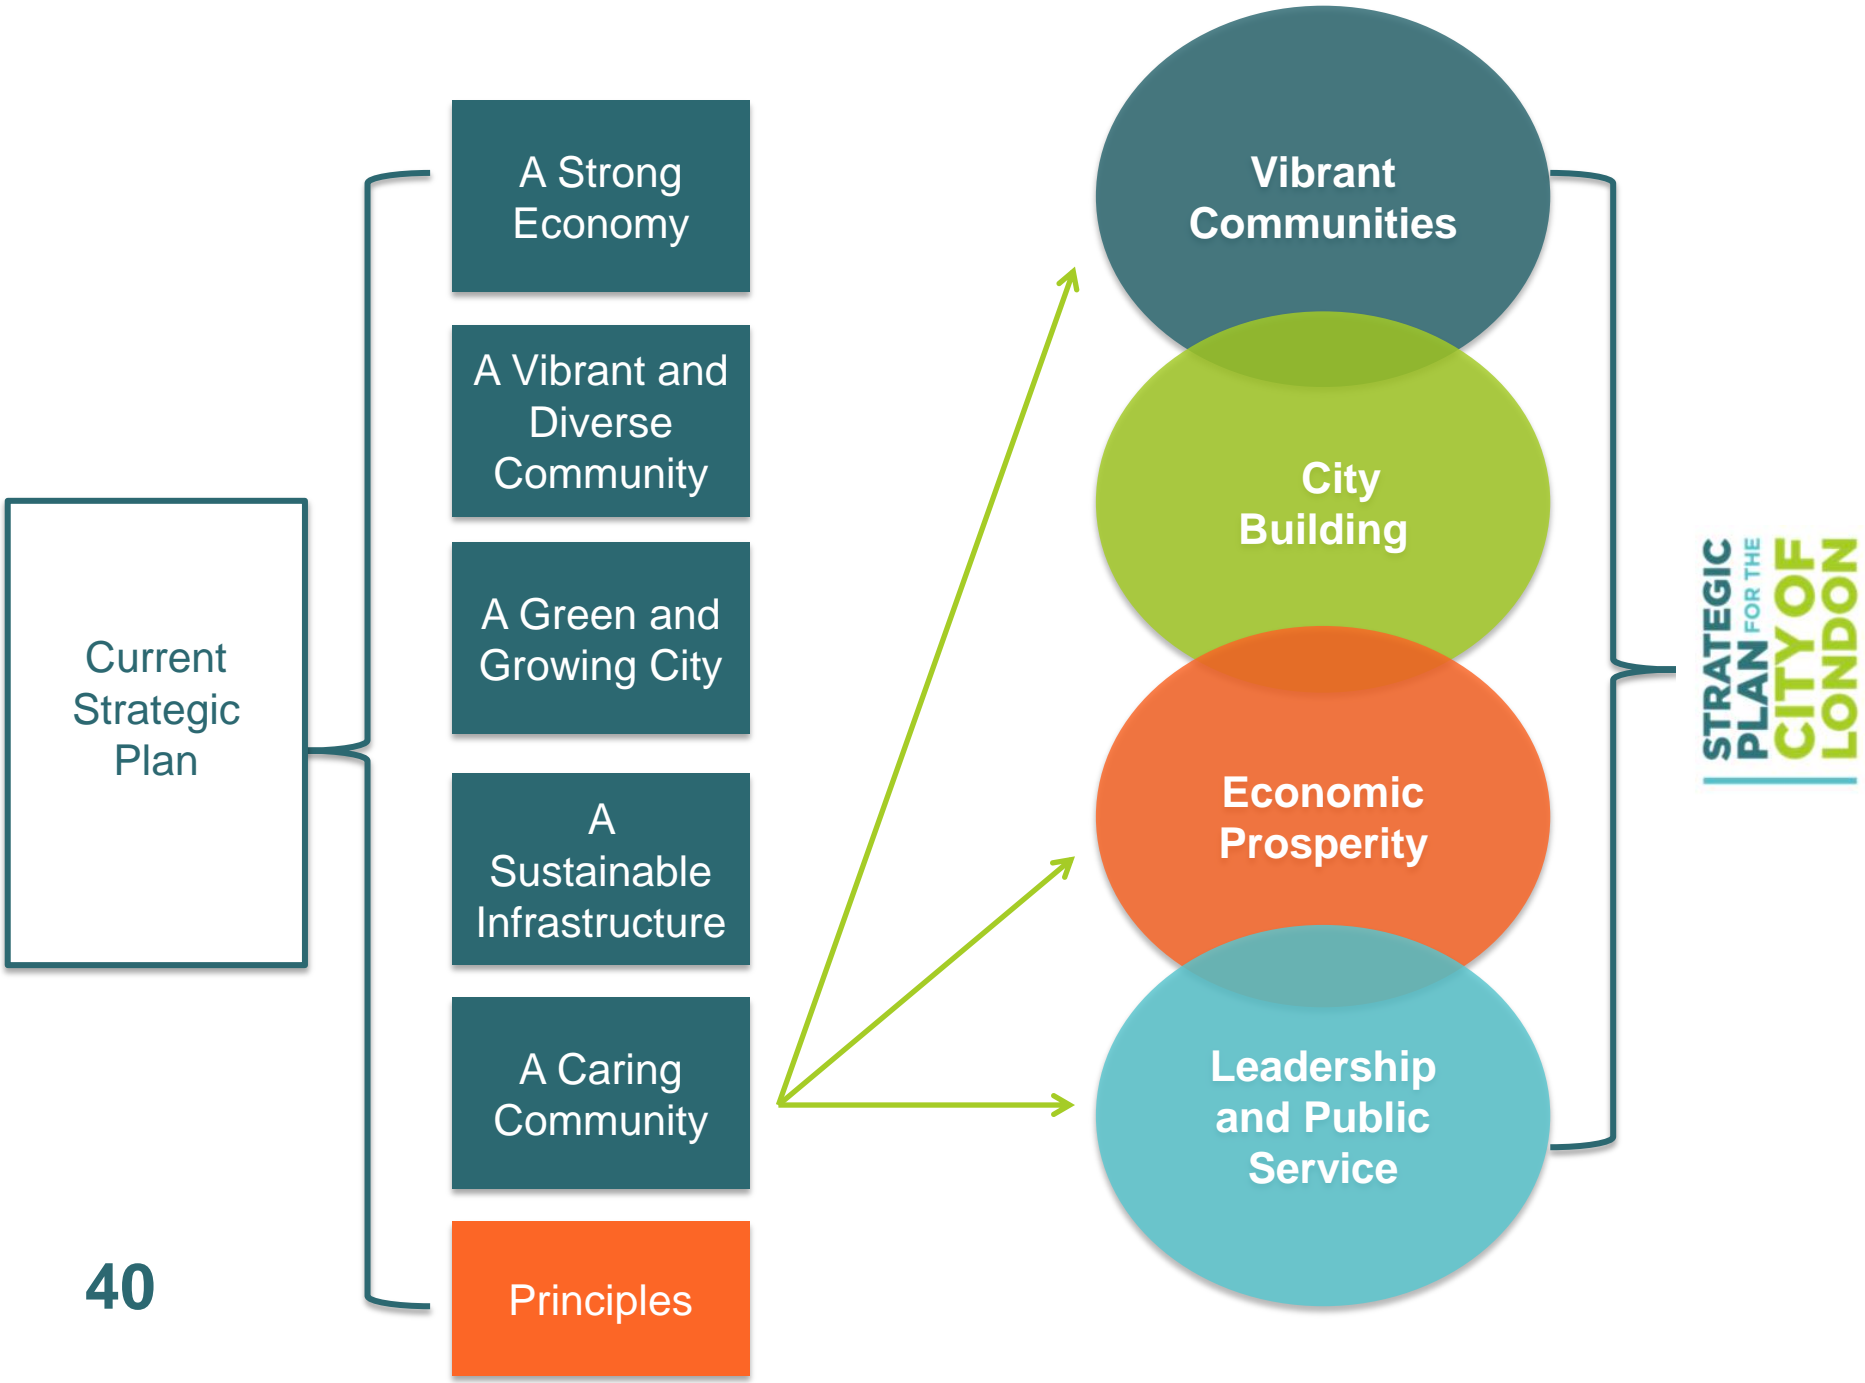 Current
Strategic
Plan
A Strong
Economy
A Vibrant and
Diverse
Community
A Green and
Growing City
A
Sustainable
Infrastructure
A Caring
Community
Principles
Vibrant
Communities
City
Building
Economic
Prosperity
Leadership
and Public
Service
STRATEGIC
PLAN FOR THE
CITY OF
LONDON
40